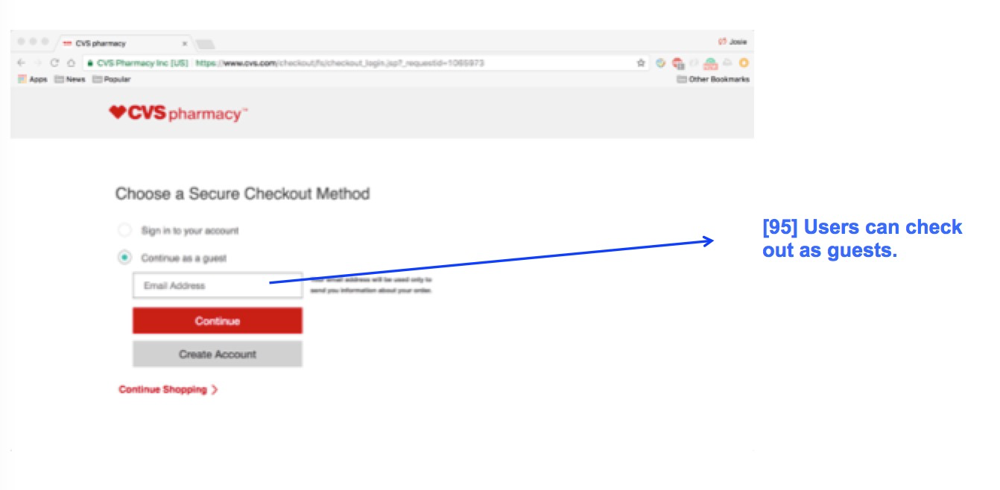 CVS pharmacy
Josie
CVS Pharmacy Inc [US] https://www.cvs.com/checkout/fs/checkout_login.jsp?_requestid=1065973
Apps News Popular Other Bookmarks
CVS pharmacy™
Choose a Secure Checkout Method
Sign in to your account
Continue as a guest
Email Address
email address will be used only to
send you information about your order.
Continue
Create Account
Continue Shopping
[95] Users can check
out as guests.